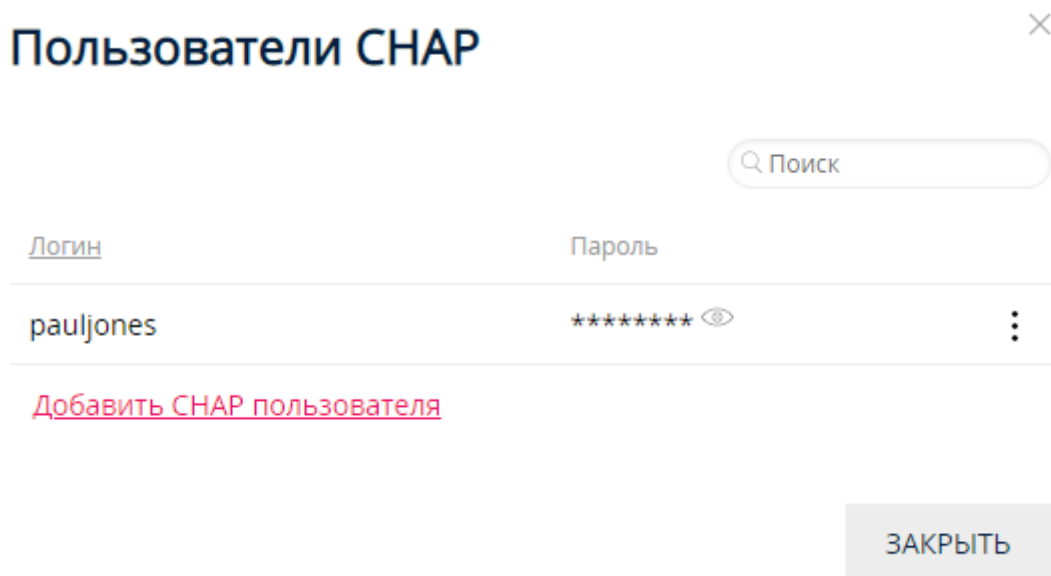 Пользователи CHAP
Поиск
Логин Пароль
pauljones ********
Добавить CHAP пользователя
ЗАКРЫТЬ